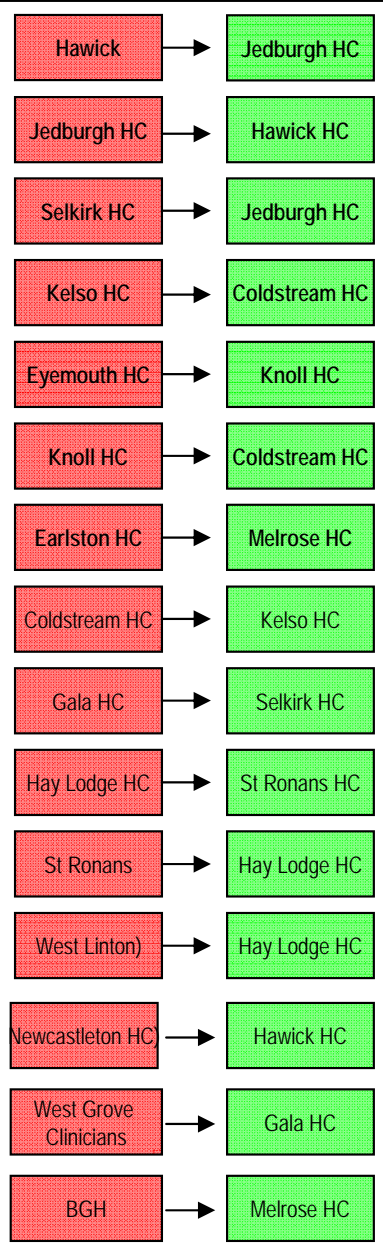 Hawick
Jedburgh HC
Jedburgh HC
Hawick HC
Selkirk HC
Jedburgh HC
Kelso HC
Coldstream HC
Eyemouth HC
Knoll HC
Knoll HC
Coldstream HC
Earlston HC
Melrose HC
Coldstream HC
Kelso HC
Gala HC
Selkirk HC
Hay Lodge HC
St Ronans HC
St Ronans
Hay Lodge HC
West Linton)
Hay Lodge HC
Newcastleton HC)
Hawick HC
West Grove
Clinicians
Gala HC
BGH
Melrose HC